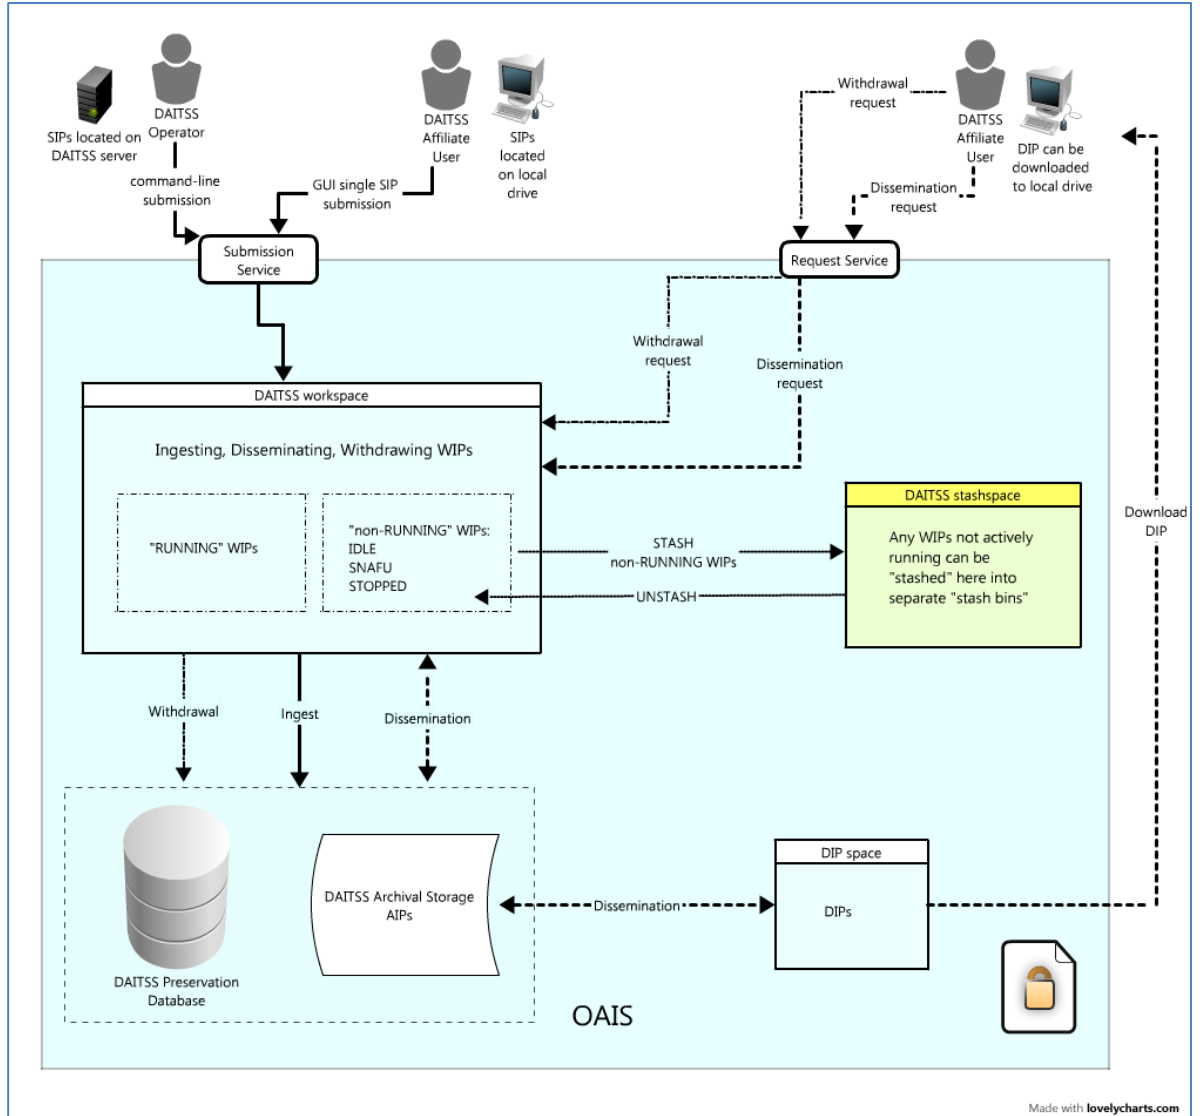 SIPs located on
DAITSS server
DAITSS
Operator
command-line
submission
DAITSS
Affiliate
User
SIPs
located
on local
drive
GUI single SIP
submission
Withdrawal
request
DAITSS
Affiliate
User
DIP can be
downloaded
to local drive
Dissemination
request
Submission
Service
Request Service
Withdrawal
request
Dissemination
request
DAITSS workspace
Ingesting, Disseminating, Withdrawing WIPs
"RUNNING" WIPs
"non-RUNNING" WIPs:
IDLE
SNAFU
STOPPED
STASH
non-RUNNING WIPs
UNSTASH
DAITSS stashspace
Any WIPs not actively
running can be
"stashed" here into
separate "stash bins"
Download
DIP
Withdrawal
Ingest
Dissemination
DAITSS Preservation
Database
DAITSS Archival Storage
AIPs
Dissemination
DIP space
DIPs
OAIS
Made with lovelycharts.com